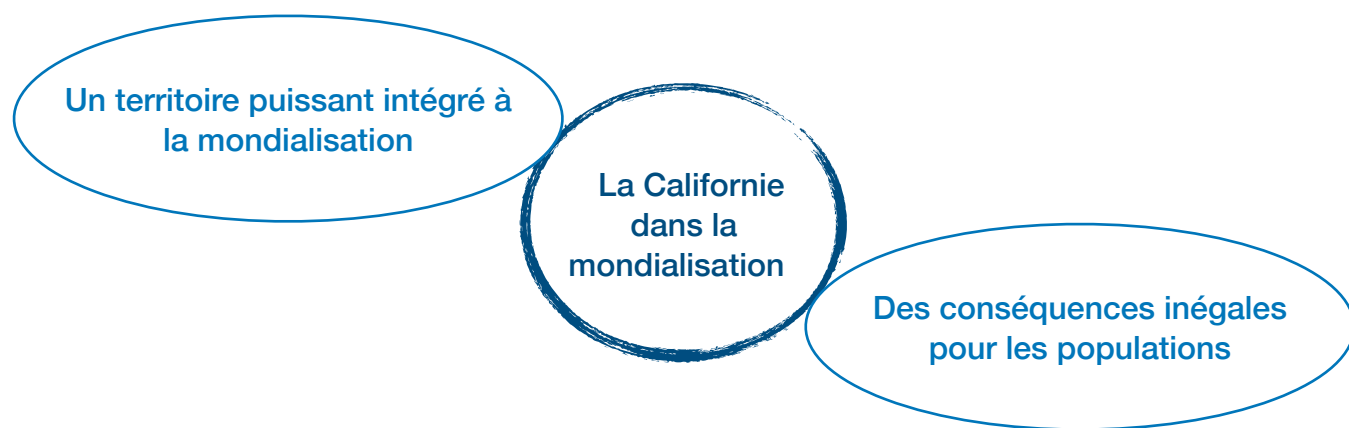 Un territoire puissant intégré à
la mondialisation
La Californie
dans la
mondialisation
Des conséquences inégales
pour les populations